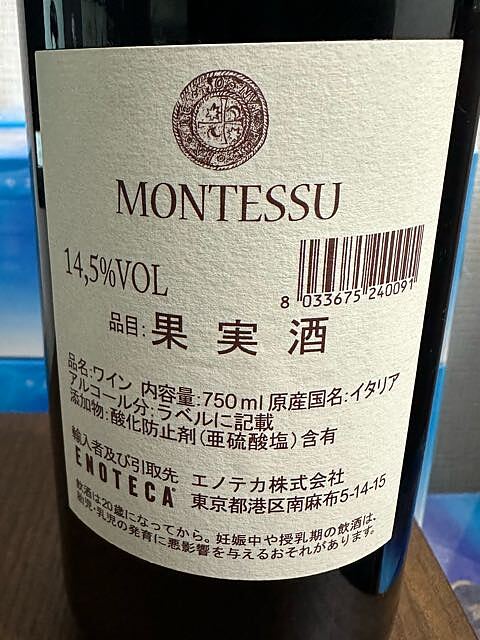 MONTESSU
14,5%VOL
8 033675 240091
品目:果実酒
品名:ワイン 内容量:750ml 原産国名:イタリア
アルコール分:ラベルに記載
添加物:酸化防止剤(亜硫酸塩)含有
輸入者及び引取先
ENOTECA® エノテカ株式会社
東京都港区南麻布5-14-15
飲酒は20歳になってから。妊娠中や授乳期の飲酒は、
胎児・乳児の発育に悪影響を与えるおそれがあります。